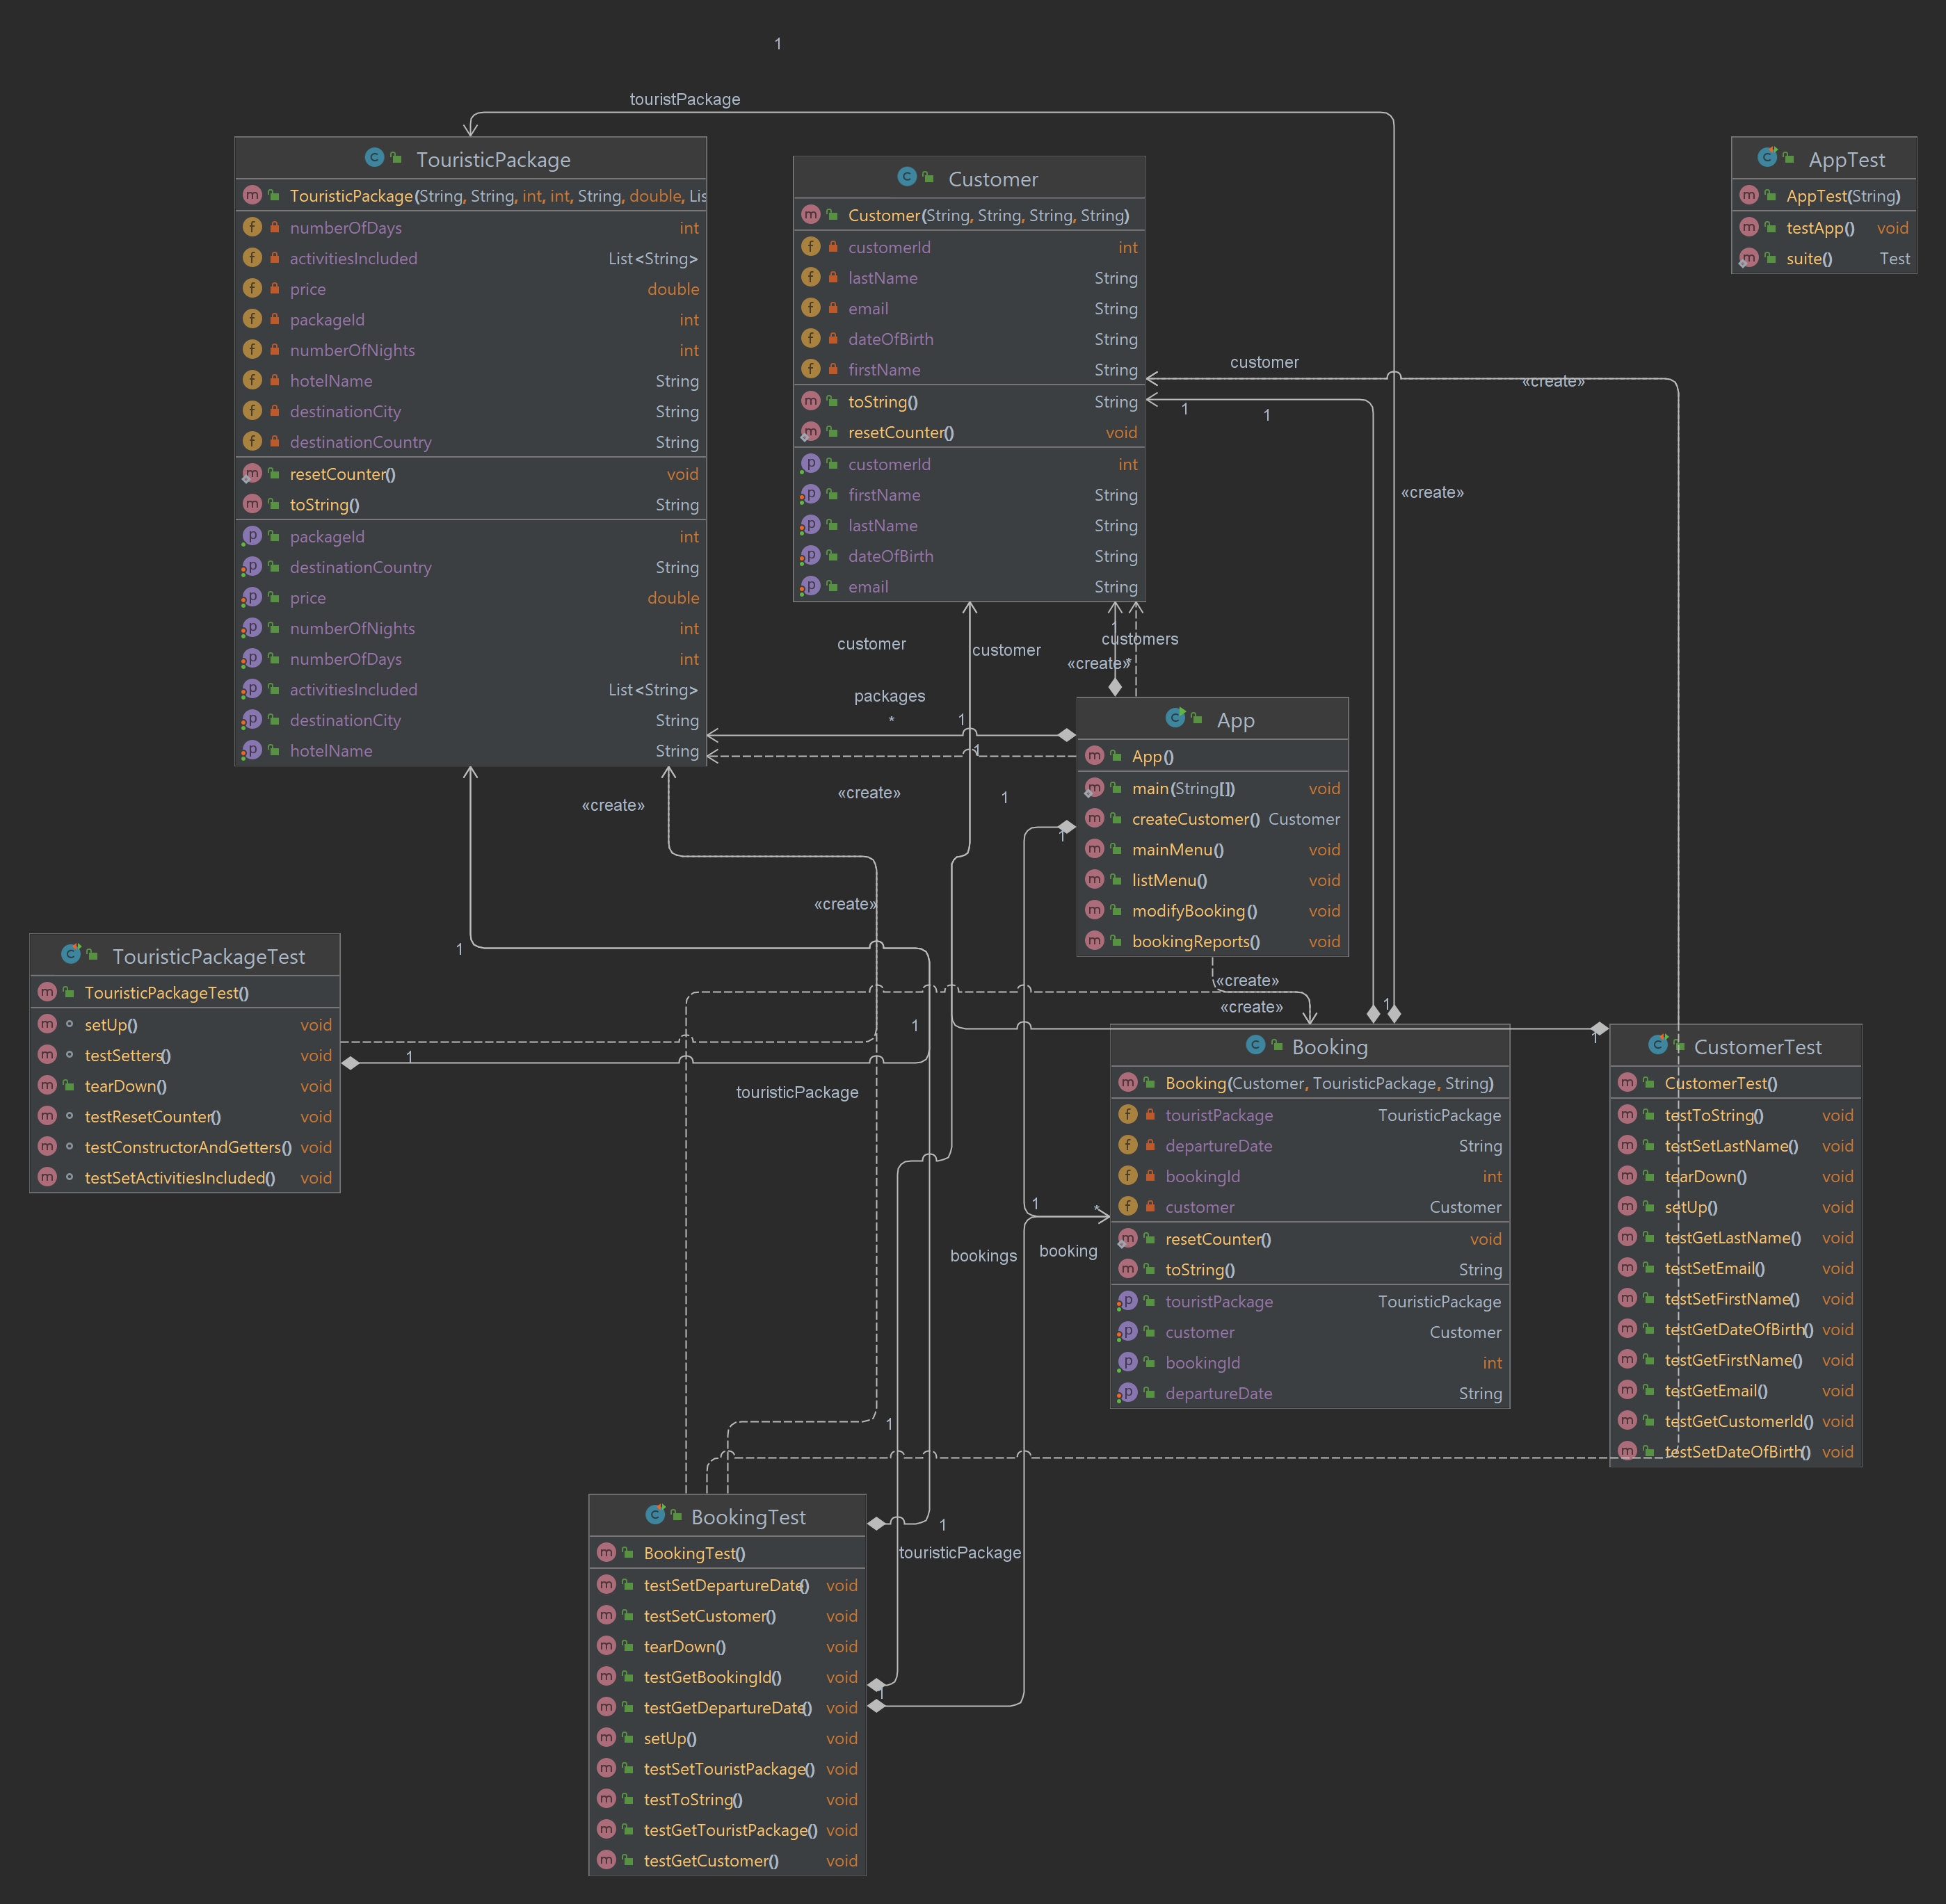 1
touristPackage
TouristicPackage
TouristicPackage(String, String, int, int, String, double, Lis
numberOfDays int
activitiesIncluded List<String>
price double
packageId int
numberOfNights int
hotelName String
destinationCity String
destinationCountry String
resetCounter() void
toString() String
packageId int
destinationCountry String
price double
numberOfNights int
numberOfDays int
activitiesIncluded List<String>
destinationCity String
hotelName String
Customer
Customer(String, String, String, String)
customerId int
lastName String
email String
dateOfBirth String
firstName String
toString() String
resetCounter() void
customerId int
firstName String
lastName String
dateOfBirth String
email String
AppTest
AppTest(String)
testApp() void
suite() Test
customer
«create»
1
1
«create»
customer
customer
1
customers
«create»
*
packages
*
1
1
«create»
«create»
1
App
App()
main(String[]) void
createCustomer() Customer
mainMenu() void
listMenu() void
modifyBooking() void
bookingReports() void
1
«create»
1
«create»
«create»
1
1
1
1
1
touristicPackage
TouristicPackageTest
TouristicPackageTest()
setUp() void
testSetters() void
tearDown() void
testResetCounter() void
testConstructorAndGetters() void
testSetActivitiesIncluded() void
Booking
Booking(Customer, TouristicPackage, String)
touristPackage TouristicPackage
departureDate String
bookingId int
customer Customer
resetCounter() void
toString() String
touristPackage TouristicPackage
customer Customer
bookingId int
departureDate String
1
*
bookings
booking
CustomerTest
CustomerTest()
testToString() void
testSetLastName() void
tearDown() void
setUp() void
testGetLastName() void
testSetEmail() void
testSetFirstName() void
testGetDateOfBirth() void
testGetFirstName() void
testGetEmail() void
testGetCustomerId() void
testSetDateOfBirth() void
1
1
touristicPackage
1
BookingTest
BookingTest()
testSetDepartureDate() void
testSetCustomer() void
tearDown() void
testGetBookingId() void
testGetDepartureDate() void
setUp() void
testSetTouristPackage() void
testToString() void
testGetTouristPackage() void
testGetCustomer() void